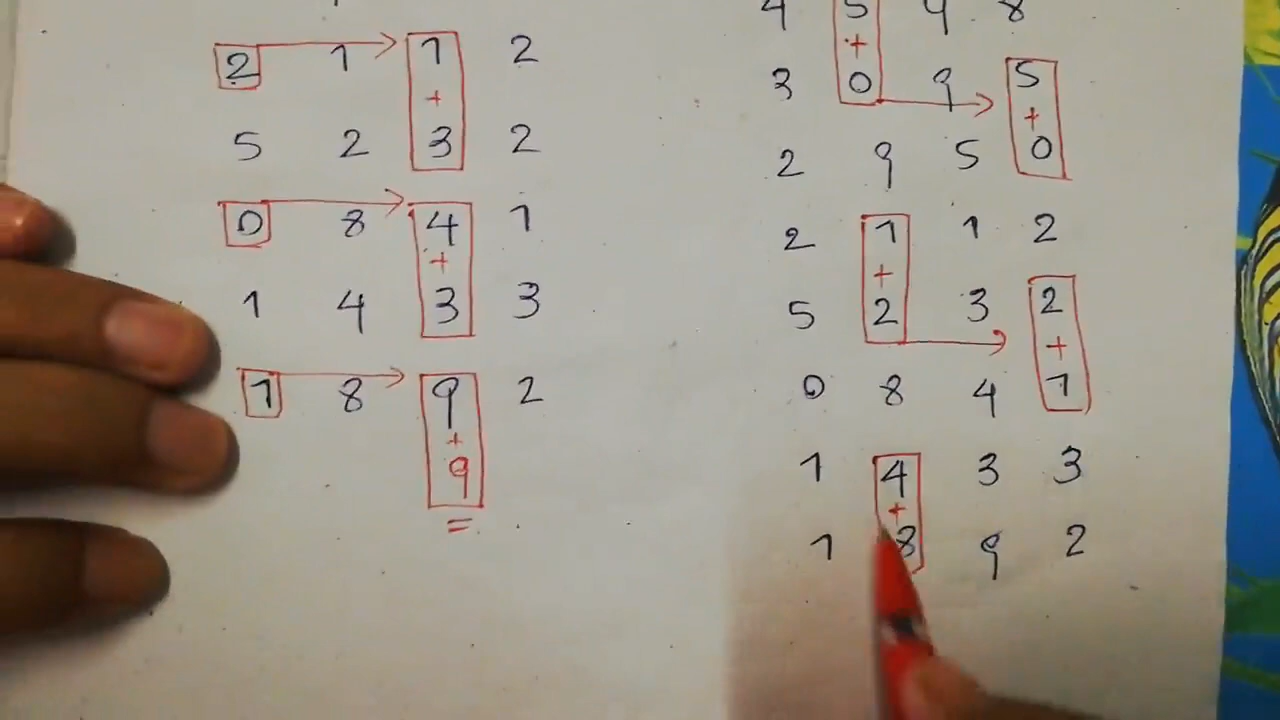 2 1 1 2
+
5 2 3 2
0 8 4 1
+
1 4 3 3
1 8 9 2
+
9
=
4 5 9 8
+
3 0 9 5
+
2 9 5 0
2 1 1 2
+
5 2 3 2
+
0 8 4 1
1 4 3 3
+
1 8 9 2